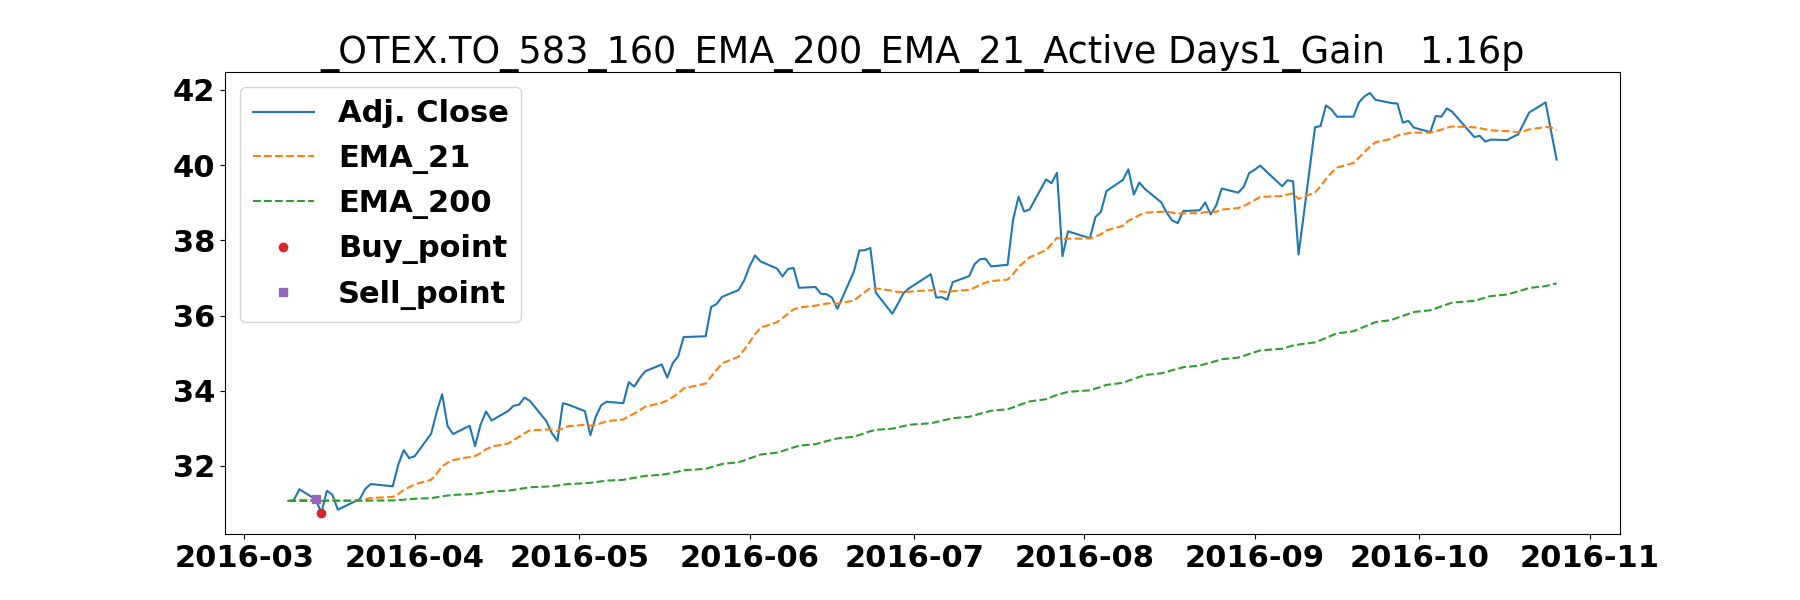 _OTEX.TO_583_160_EMA_200_EMA_21_Active Days1_Gain   1.16p
42
40
38
36
34
32
Adj. Close
EMA_21
EMA_200
Buy_point
Sell_point
2016-03 2016-04 2016-05 2016-06 2016-07 2016-08 2016-09 2016-10 2016-11